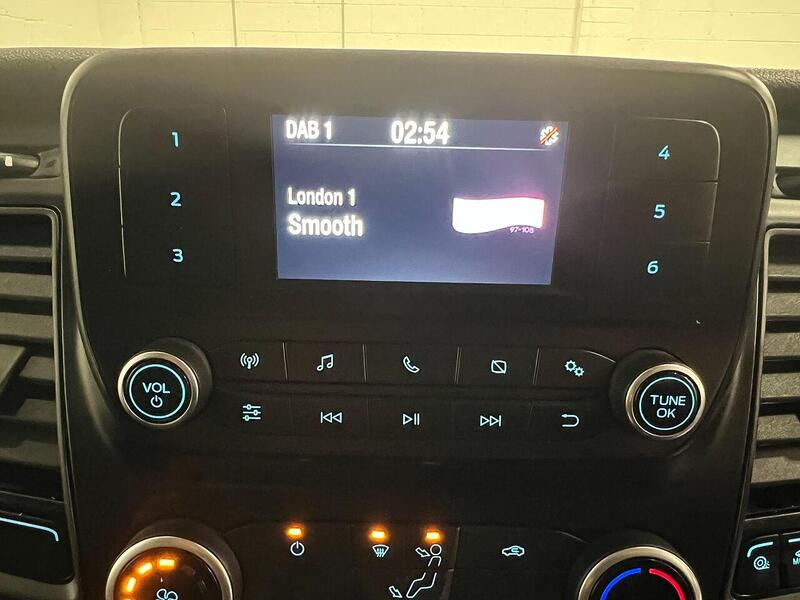 DAB 1 02:54
London 1
Smooth
97-108
1
2
3
4
5
6
VOL
TUNE
OK